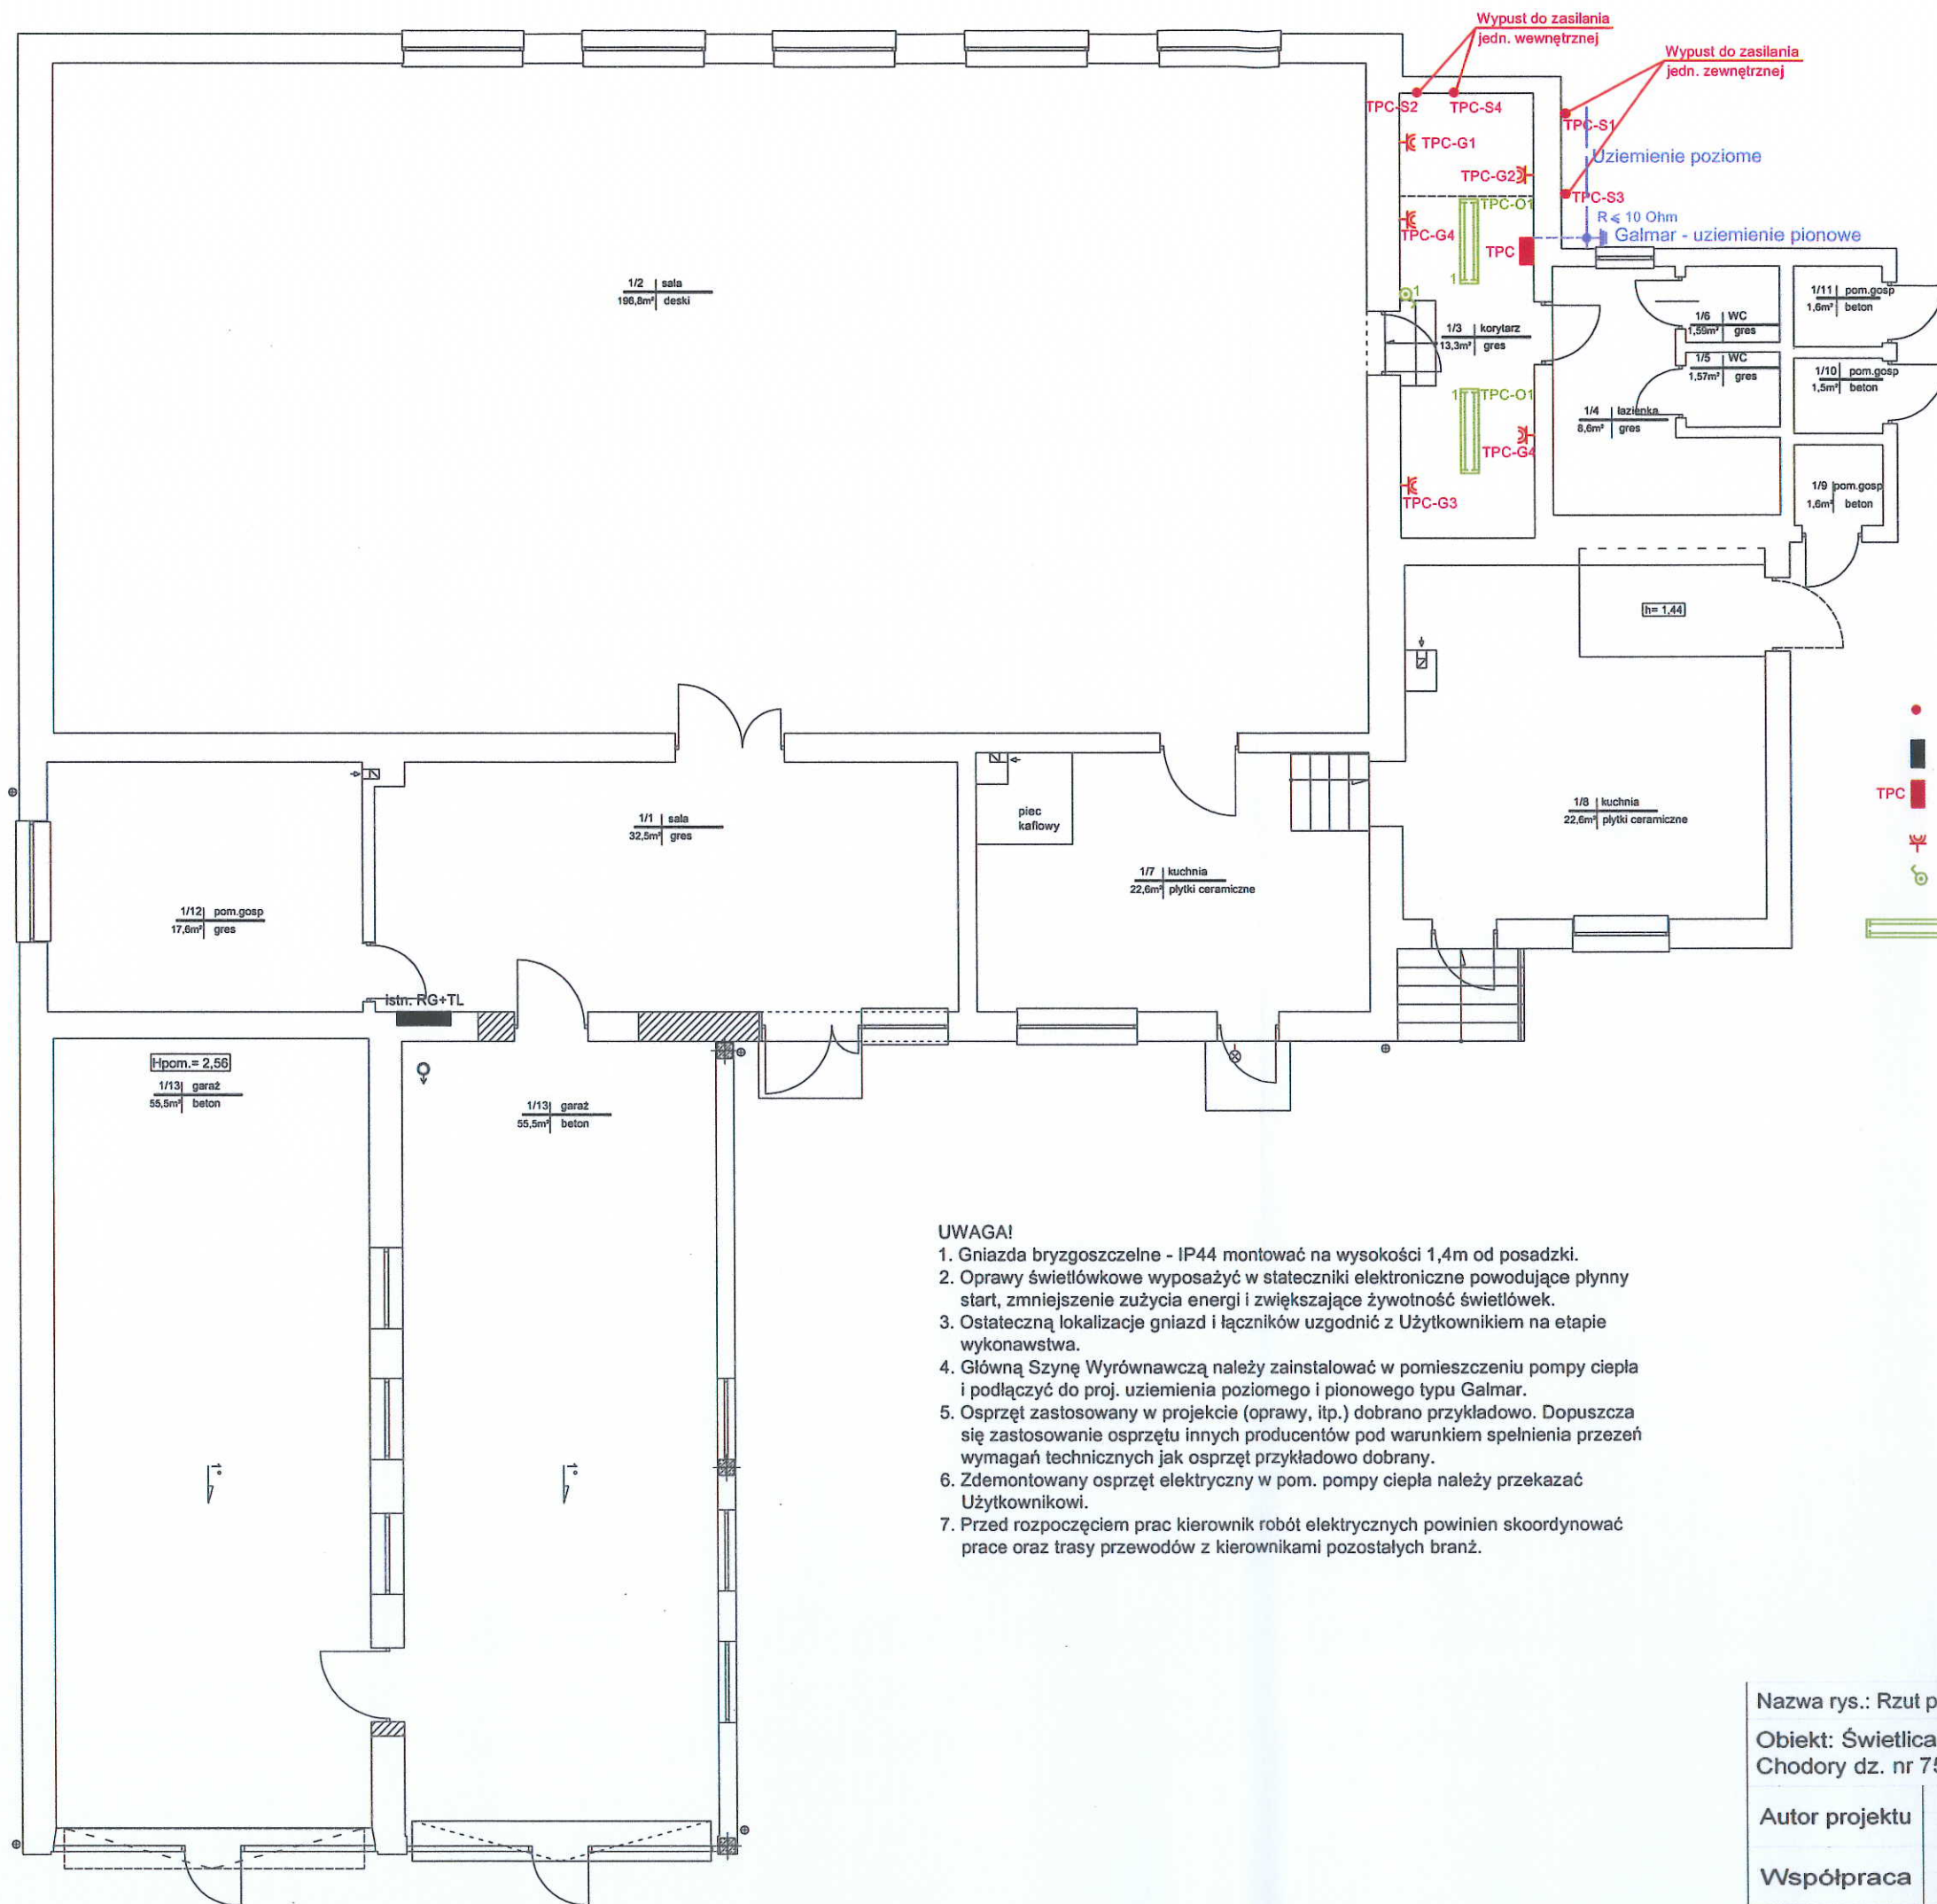 Wypust do zasilania
jedn. wewnętrznej
Wypust do zasilania
jedn. zewnętrznej
TPC-S2
TPC-S4
TPC-S1
TPC-G1
Uziemienie poziome
TPC-G2
TPC-S3
TPC-O1
R ⩽ 10 Ohm
TPC-G4
Galmar - uziemienie pionowe
TPC
1
1
1/2 sala
196,8m² deski
1/3 korytarz
13,3m² gres
1/6 WC
1,59m² gres
1/11 pom.gosp
1,6m² beton
1/5 WC
1,57m² gres
1/10 pom.gosp
1,5m² beton
1 TPC-O1
1/4 łazienka
8,6m² gres
TPC-G4
TPC-G3
1/9 pom.gosp
1,6m² beton
h= 1,44
TPC
1/1 sala
32,5m² gres
piec
kaflowy
1/8 kuchnia
22,6m² płytki ceramiczne
1/7 kuchnia
22,6m² płytki ceramiczne
1/12 pom.gosp
17,6m² gres
istn. RG+TL
Hpom.= 2,56
1/13 garaż
55,5m² beton
1/13 garaż
55,5m² beton
1°
1°
UWAGA!
1. Gniazda bryzgoszczelne - IP44 montować na wysokości 1,4m od posadzki.
2. Oprawy świetlówkowe wyposażyć w stateczniki elektroniczne powodujące płynny
start, zmniejszenie zużycia energi i zwiększające żywotność świetlówek.
3. Ostateczną lokalizacje gniazd i łączników uzgodnić z Użytkownikiem na etapie
wykonawstwa.
4. Główną Szynę Wyrównawczą należy zainstalować w pomieszczeniu pompy ciepła
i podłączyć do proj. uziemienia poziomego i pionowego typu Galmar.
5. Osprzęt zastosowany w projekcie (oprawy, itp.) dobrano przykładowo. Dopuszcza
się zastosowanie osprzętu innych producentów pod warunkiem spełnienia przezeń
wymagań technicznych jak osprzęt przykładowo dobrany.
6. Zdemontowany osprzęt elektryczny w pom. pompy ciepła należy przekazać
Użytkownikowi.
7. Przed rozpoczęciem prac kierownik robót elektrycznych powinien skoordynować
prace oraz trasy przewodów z kierownikami pozostałych branż.
Nazwa rys.: Rzut p
Obiekt: Świetlica
Chodory dz. nr 75
Autor projektu
Współpraca